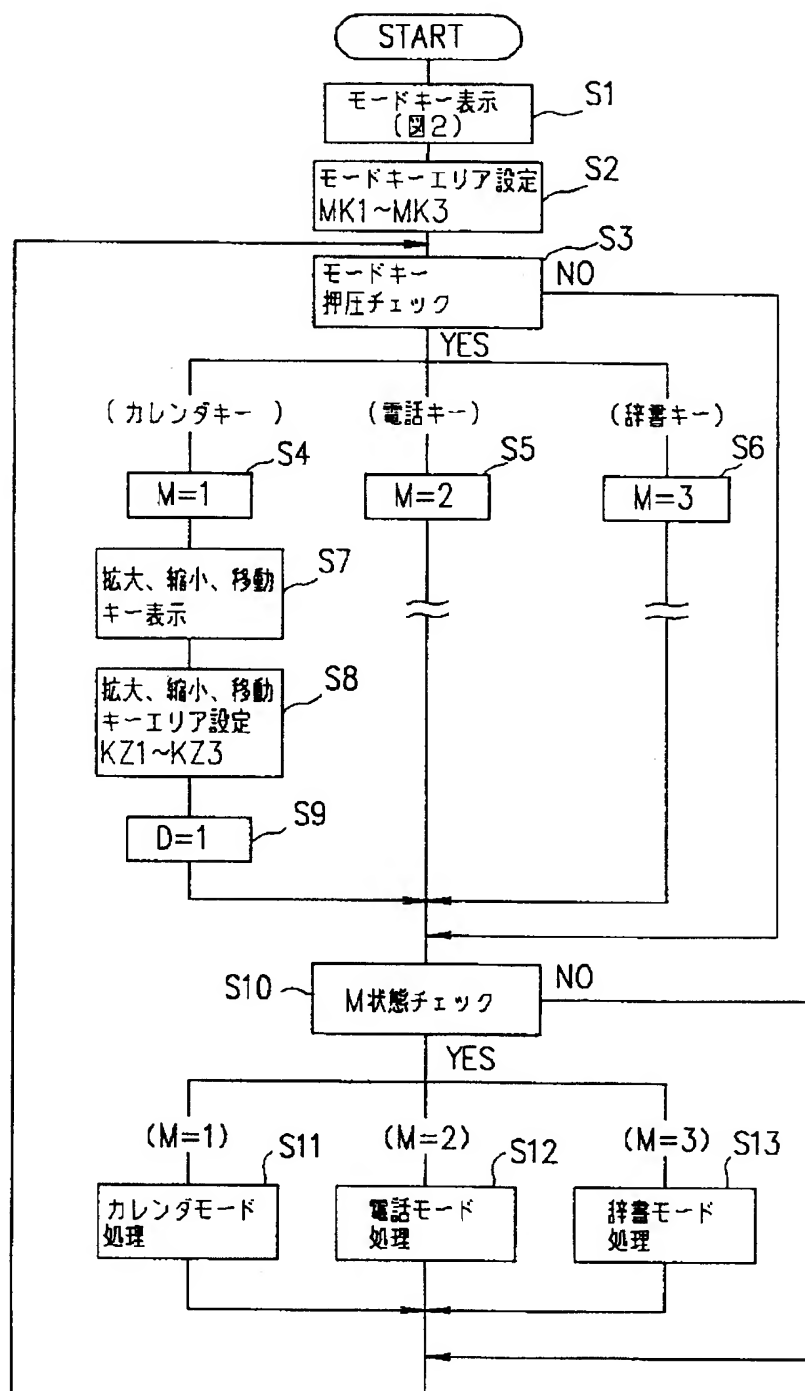 START
モードキー表示
(図2)
S1
モードキーエリア設定
MK1~MK3
S2
モードキー
押圧チェック
S3
NO
YES
(カレンダキー)
(電話キー)
(辞書キー)
M=1
S4
M=2
S5
M=3
S6
拡大、縮小、移動
キー表示
S7
拡大、縮小、移動
キーエリア設定
KZ1~KZ3
S8
D=1
S9
S10
M状態チェック
NO
YES
(M=1)
(M=2)
(M=3)
S11
S12
S13
カレンダモード
処理
電話モード
処理
辞書モード
処理